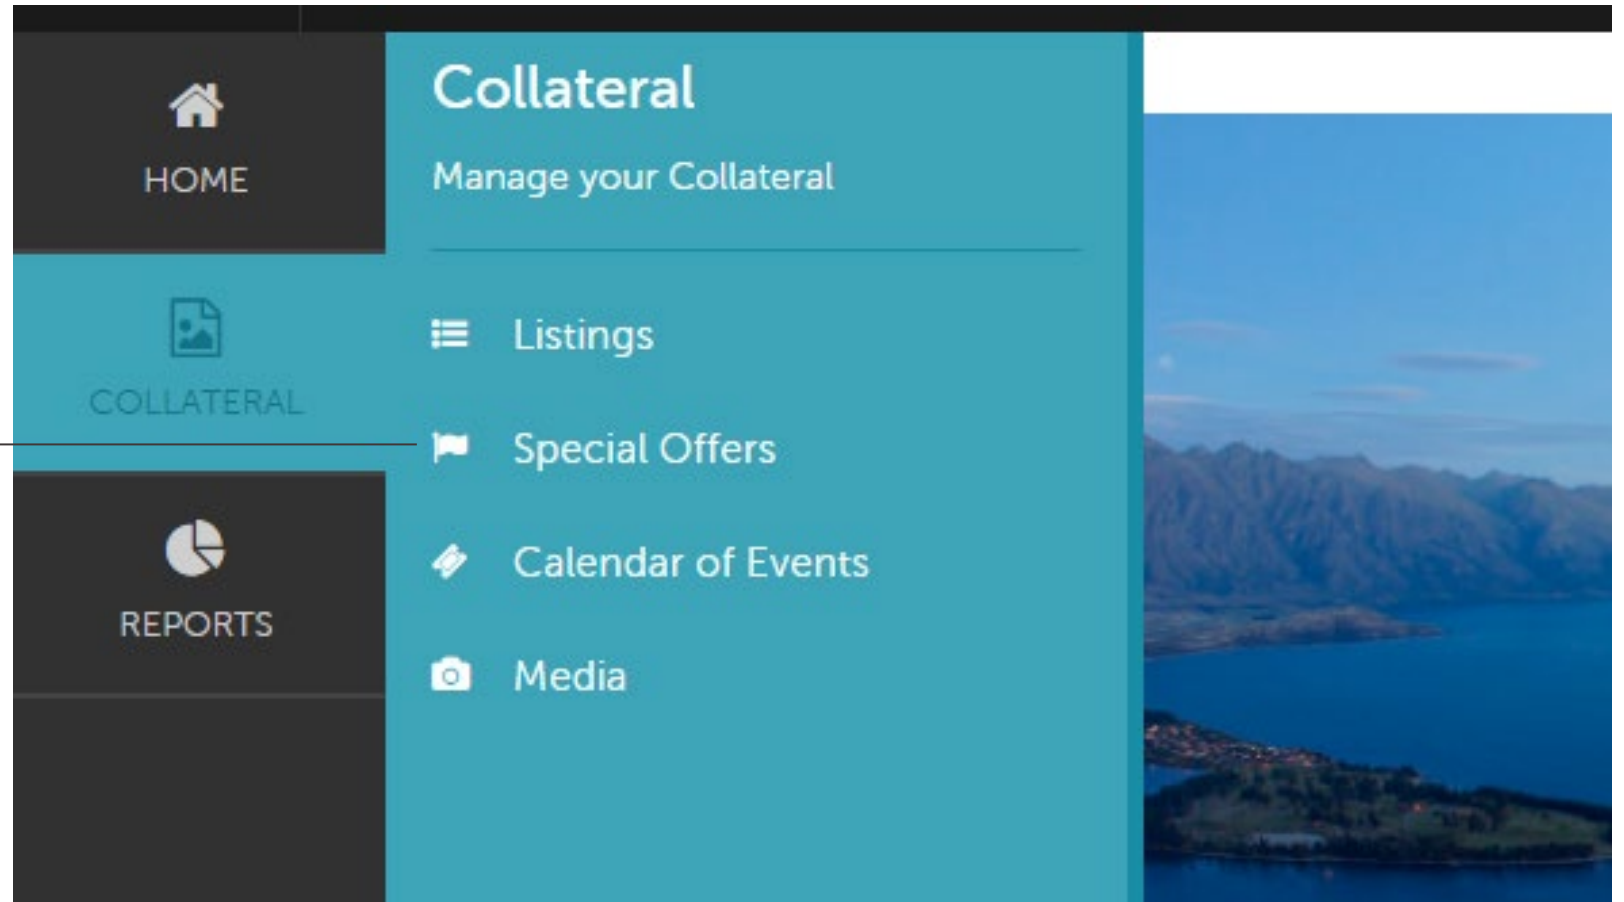 HOME
COLLATERAL
REPORTS
Collateral
Manage your Collateral
Listings
Special Offers
Calendar of Events
Media